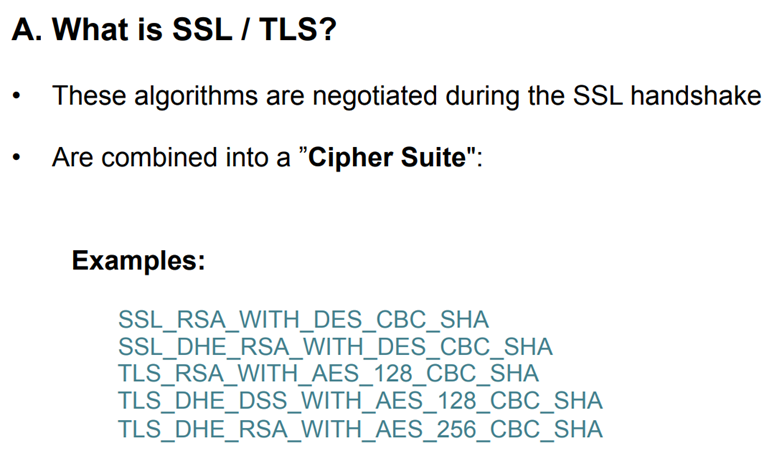 A. What is SSL / TLS?
• These algorithms are negotiated during the SSL handshake
• Are combined into a ”Cipher Suite":
Examples:
SSL_RSA_WITH_DES_CBC_SHA
SSL_DHE_RSA_WITH_DES_CBC_SHA
TLS_RSA_WITH_AES_128_CBC_SHA
TLS_DHE_DSS_WITH_AES_128_CBC_SHA
TLS_DHE_RSA_WITH_AES_256_CBC_SHA